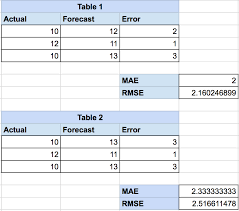 Table 1
Actual Forecast Error
10 12 2
12 11 1
10 13 3
MAE 2
RMSE 2.160246899
Table 2
Actual Forecast Error
10 13 3
12 11 1
10 13 3
MAE 2.333333333
RMSE 2.516611478